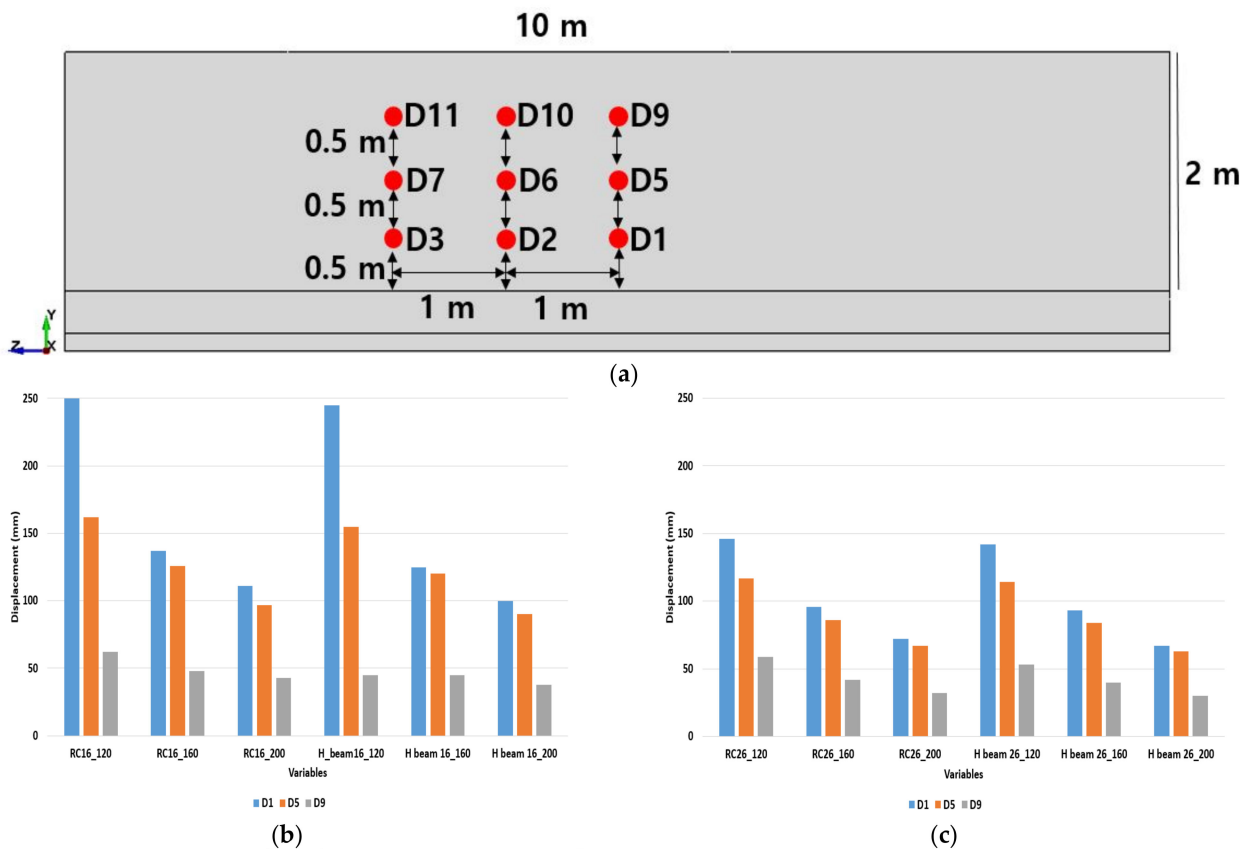 10 m
D11 D10 D9
0.5 m
D7 D6 D5
2 m
0.5 m
D3 D2 D1
0.5 m
1 m 1 m
Y
Z X
(a)
250
200
150
100
50
0
Displacement (mm)
RC16_120 RC16_160 RC16_200 H_beam16_120 H beam 16_160 H beam 16_200
Variables
D1 D5 D9
(b)
250
200
150
100
50
0
Displacement (mm)
RC26_120 RC26_160 RC26_200 H beam 26_120 H beam 26_160 H beam 26_200
Variables
D1 D5 D9
(c)